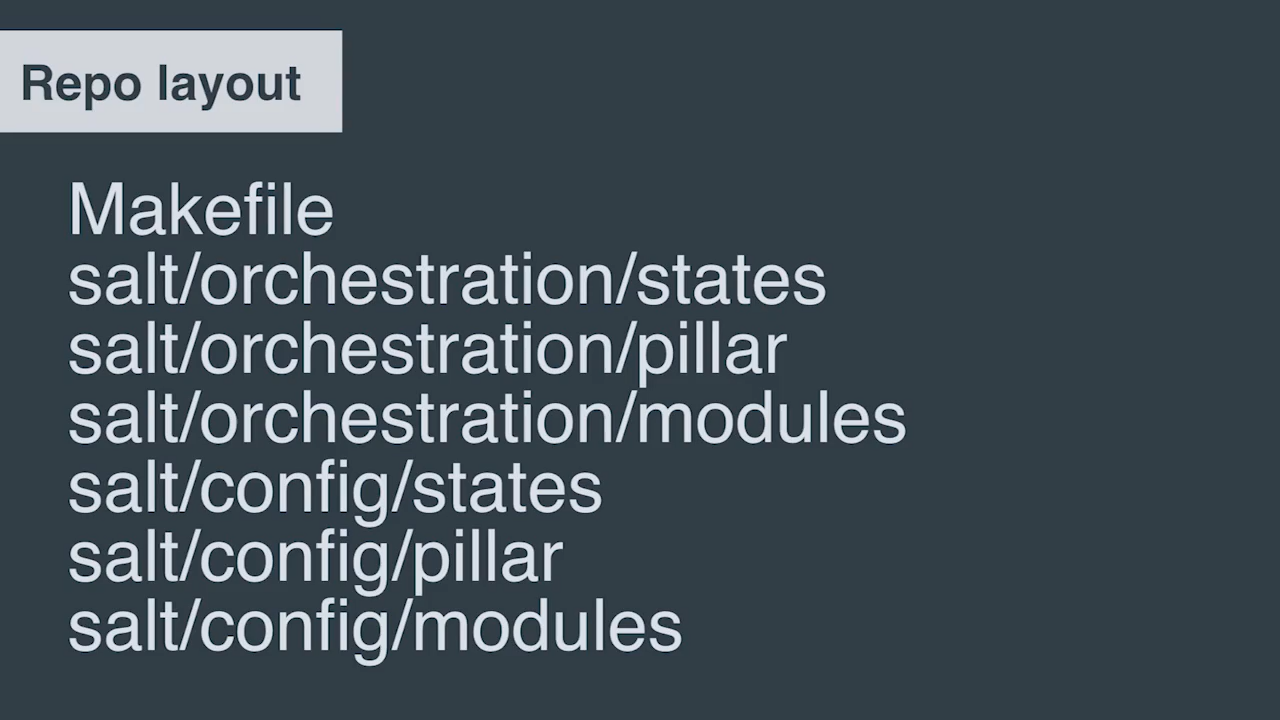 Repo layout
Makefile
salt/orchestration/states
salt/orchestration/pillar
salt/orchestration/modules
salt/config/states
salt/config/pillar
salt/config/modules